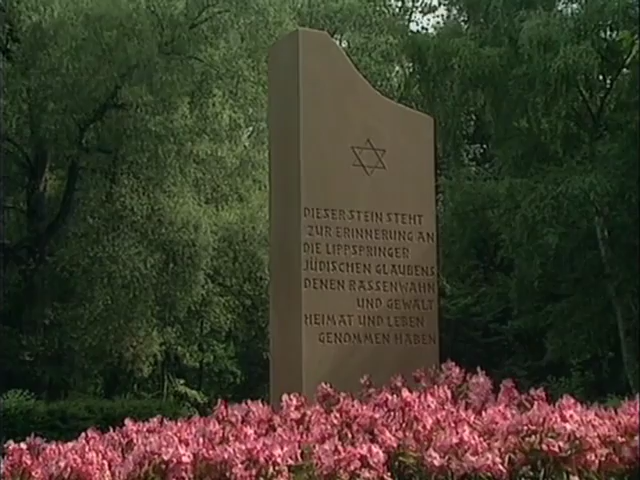 DIESER STEIN STEHT
ZUR ERINNERUNG AN
DIE LIPPSPRINGER
JÜDISCHEN GLAUBENS
DENEN RASSENWAHN
UND GEWALT
HEIMAT UND LEBEN
GENOMMEN HABEN